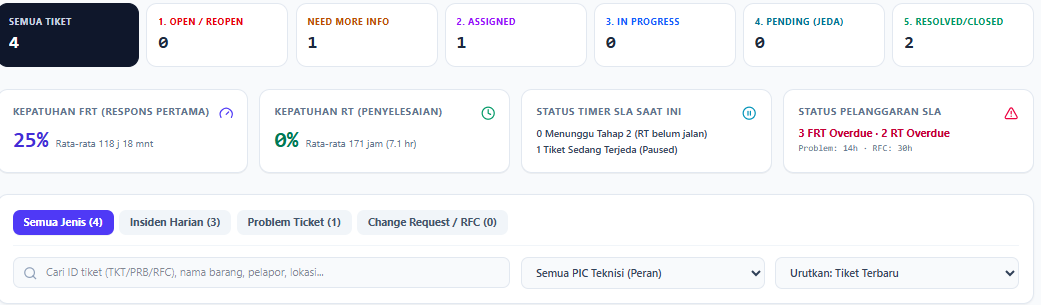 SEMUA TIKET
4
1. OPEN / REOPEN
0
NEED MORE INFO
1
2. ASSIGNED
1
3. IN PROGRESS
0
4. PENDING (JEDA)
0
5. RESOLVED/CLOSED
2
KEPATUHAN FRT (RESPONS PERTAMA)
25% Rata-rata 118 j 18 mnt
KEPATUHAN RT (PENYELESAIAN)
0% Rata-rata 171 jam (7.1 hr)
STATUS TIMER SLA SAAT INI
0 Menunggu Tahap 2 (RT belum jalan)
1 Tiket Sedang Terjeda (Paused)
STATUS PELANGGARAN SLA
3 FRT Overdue · 2 RT Overdue
Problem: 14h · RFC: 30h
Semua Jenis (4)
Insiden Harian (3)
Problem Ticket (1)
Change Request / RFC (0)
Cari ID tiket (TKT/PRB/RFC), nama barang, pelapor, lokasi...
Semua PIC Teknisi (Peran)
Urutkan: Tiket Terbaru